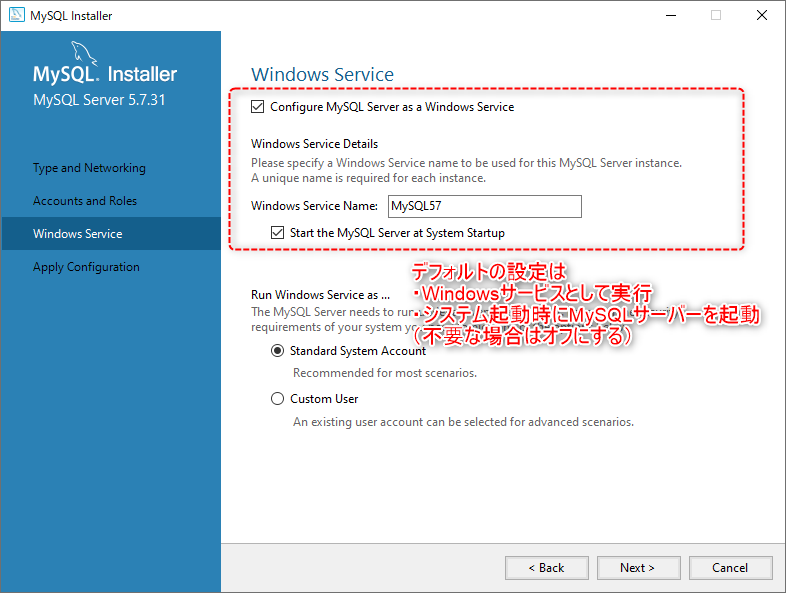 MySQL Installer
MySQL. Installer
MySQL Server 5.7.31
Type and Networking
Accounts and Roles
Windows Service
Apply Configuration
Windows Service
Configure MySQL Server as a Windows Service
Windows Service Details
Please specify a Windows Service name to be used for this MySQL Server instance.
A unique name is required for each instance.
Windows Service Name: MySQL57
Start the MySQL Server at System Startup
デフォルトの設定は
・Windowsサービスとして実行
・システム起動時にMySQLサーバーを起動
（不要な場合はオフにする）
Run Windows Service as ...
The MySQL Server needs to run
requirements of your system you
Standard System Account
Recommended for most scenarios.
Custom User
An existing user account can be selected for advanced scenarios.
< Back
Next >
Cancel